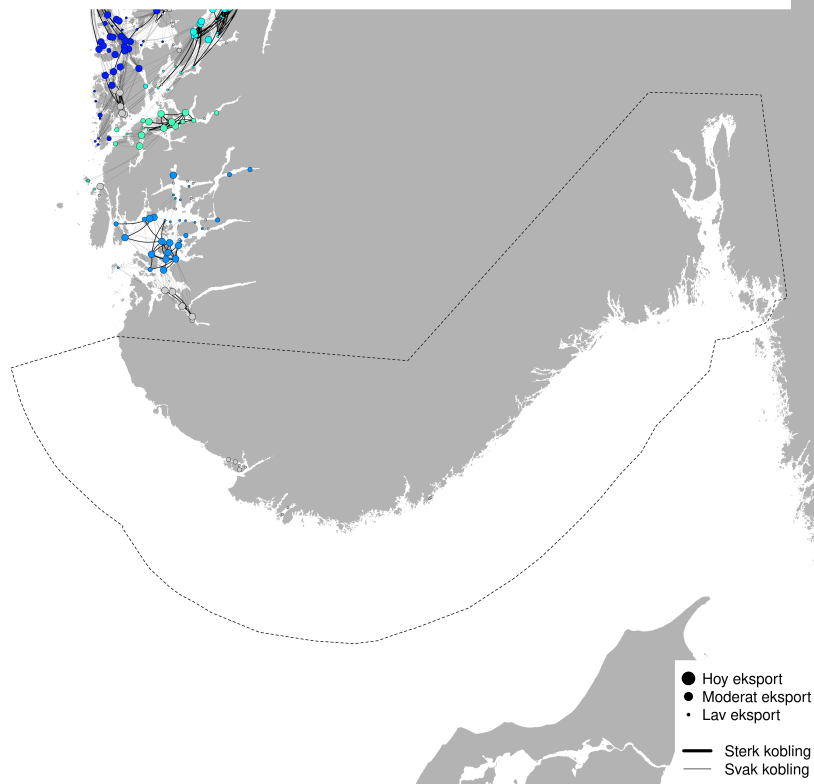 Hoy eksport
Moderat eksport
Lav eksport
Sterk kobling
Svak kobling